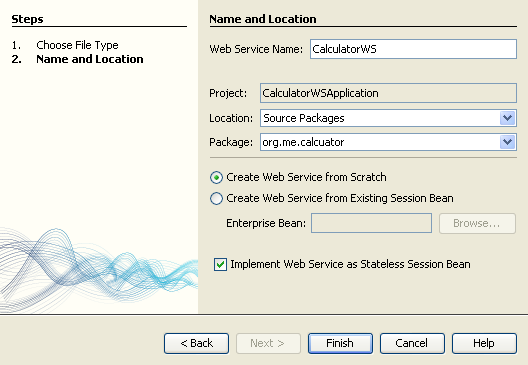 Steps
1. Choose File Type
2. Name and Location
Name and Location
Web Service Name: CalculatorWS
Project: CalculatorWSApplication
Location: Source Packages
Package: org.me.calcuator
Create Web Service from Scratch
Create Web Service from Existing Session Bean
Enterprise Bean: Browse...
Implement Web Service as Stateless Session Bean
< Back Next > Finish Cancel Help